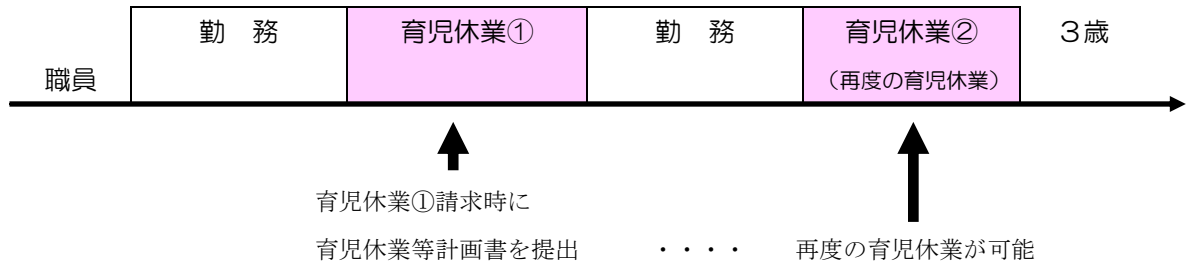 勤 務
育児休業①
勤 務
育児休業②
3歳
職員
（再度の育児休業）
育児休業①請求時に
育児休業等計画書を提出 ・・・・ 再度の育児休業が可能